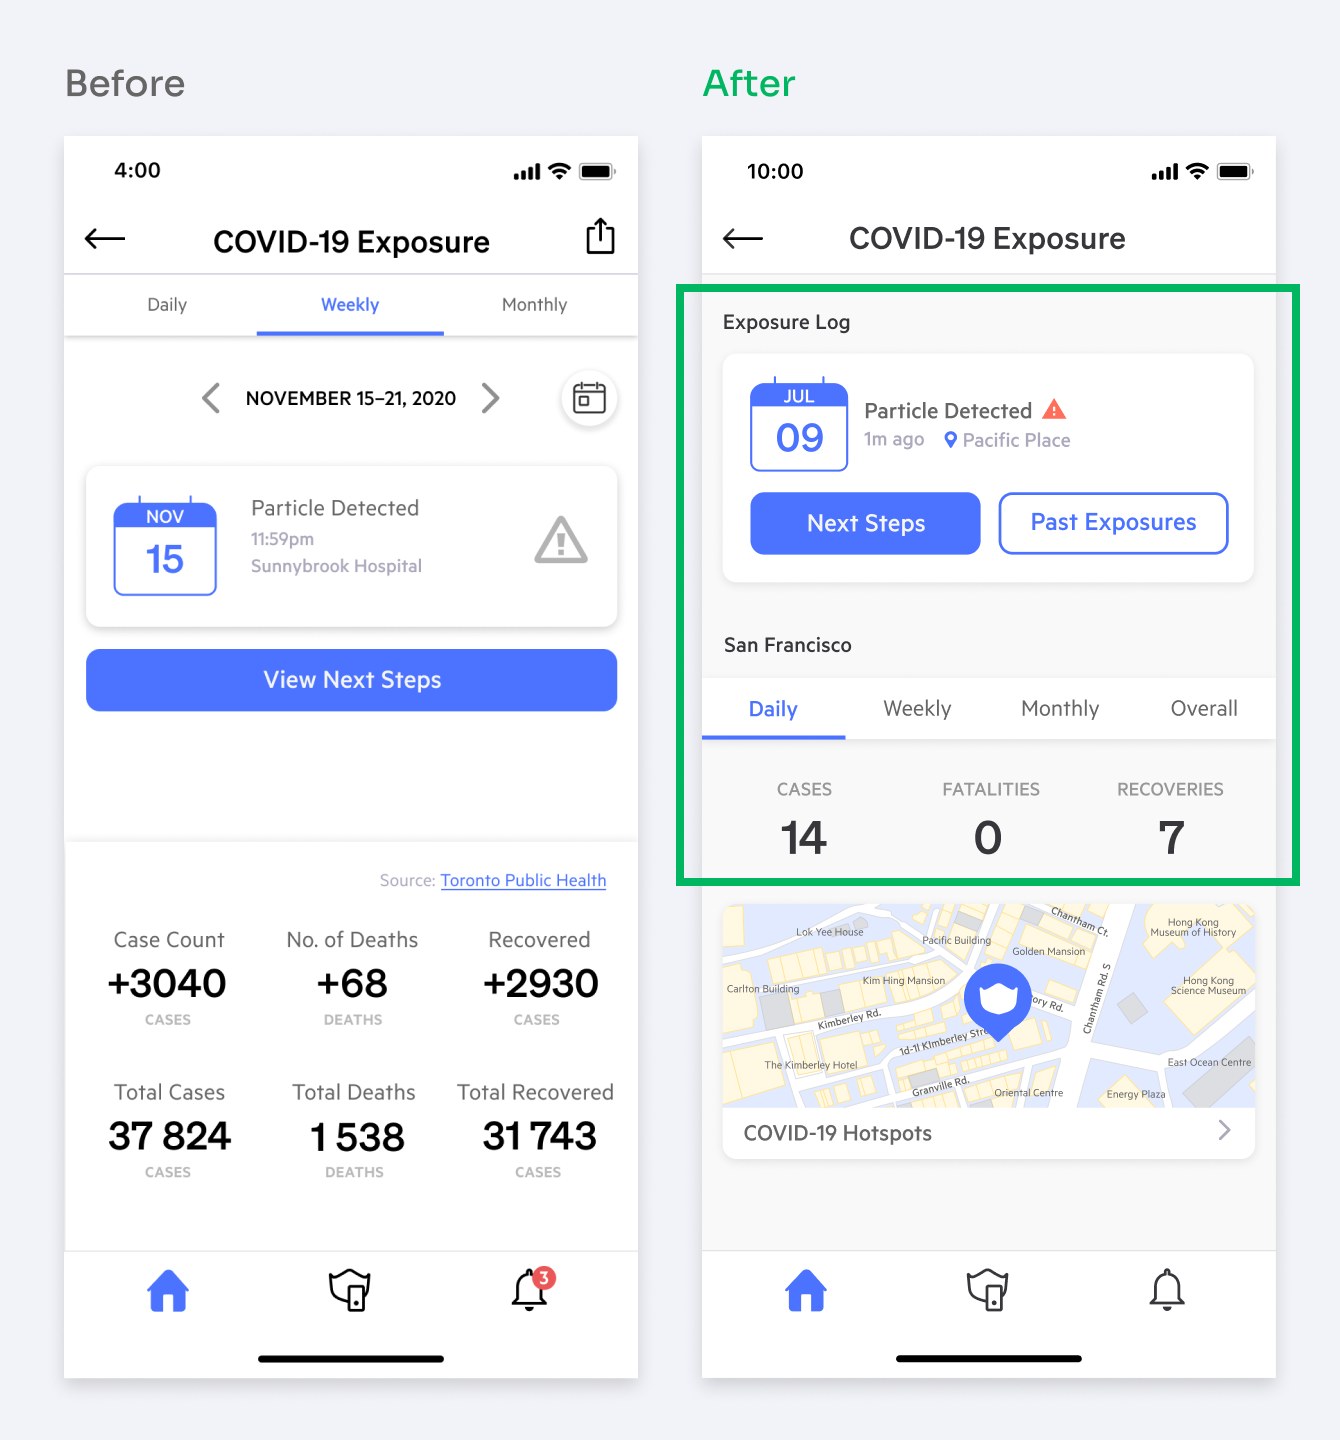 Before
4:00
COVID-19 Exposure
Daily
Weekly
Monthly
NOVEMBER 15–21, 2020
NOV
15
Particle Detected
11:59pm
Sunnybrook Hospital
View Next Steps
Source: Toronto Public Health
Case Count
No. of Deaths
Recovered
+3040
+68
+2930
CASES
DEATHS
CASES
Total Cases
Total Deaths
Total Recovered
37 824
1 538
31 743
CASES
DEATHS
CASES
3
After
10:00
COVID-19 Exposure
Exposure Log
JUL
09
Particle Detected
1m ago
Pacific Place
Next Steps
Past Exposures
San Francisco
Daily
Weekly
Monthly
Overall
CASES
FATALITIES
RECOVERIES
14
0
7
Chantham Ct.
Hong Kong
Museum of History
Lok Yee House
Pacific Building
Golden Mansion
Carlton Building
Kim Hing Mansion
Hong Kong
Science Museum
Chantham Rd. S
ory Rd.
Kimberley Rd.
1d-1l KImberley Stre
The Kimberley Hotel
East Ocean Centre
Granville Rd.
Oriental Centre
Energy Plaza
COVID-19 Hotspots